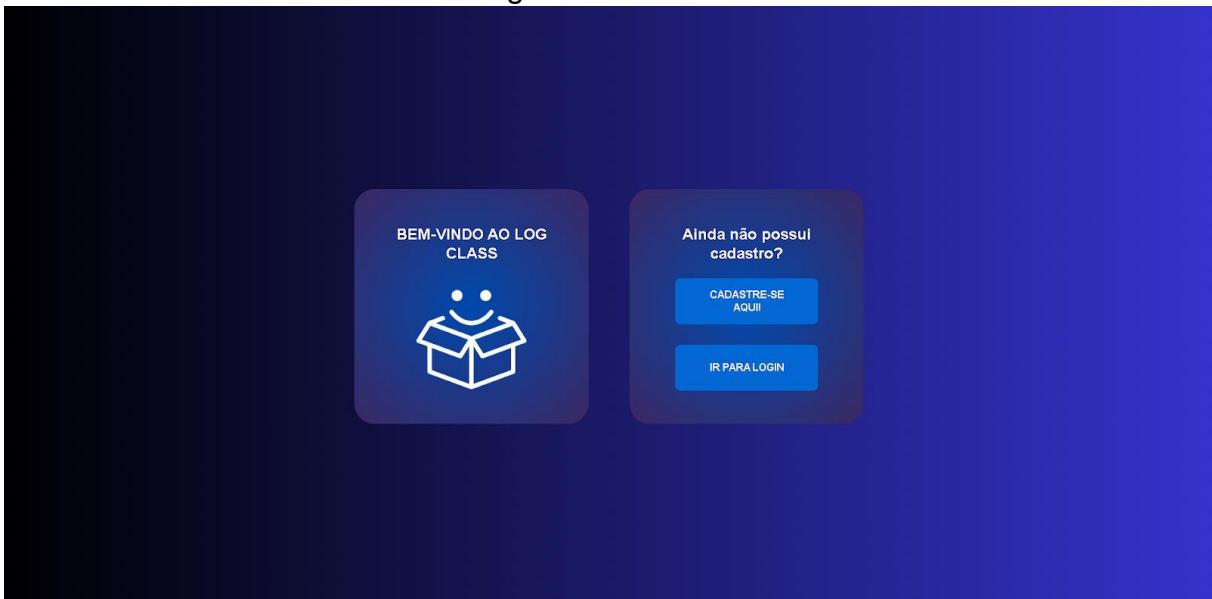 BEM-VINDO AO LOG
CLASS
Ainda não possui
cadastro?
CADASTRE-SE
AQUI!
IR PARA LOGIN